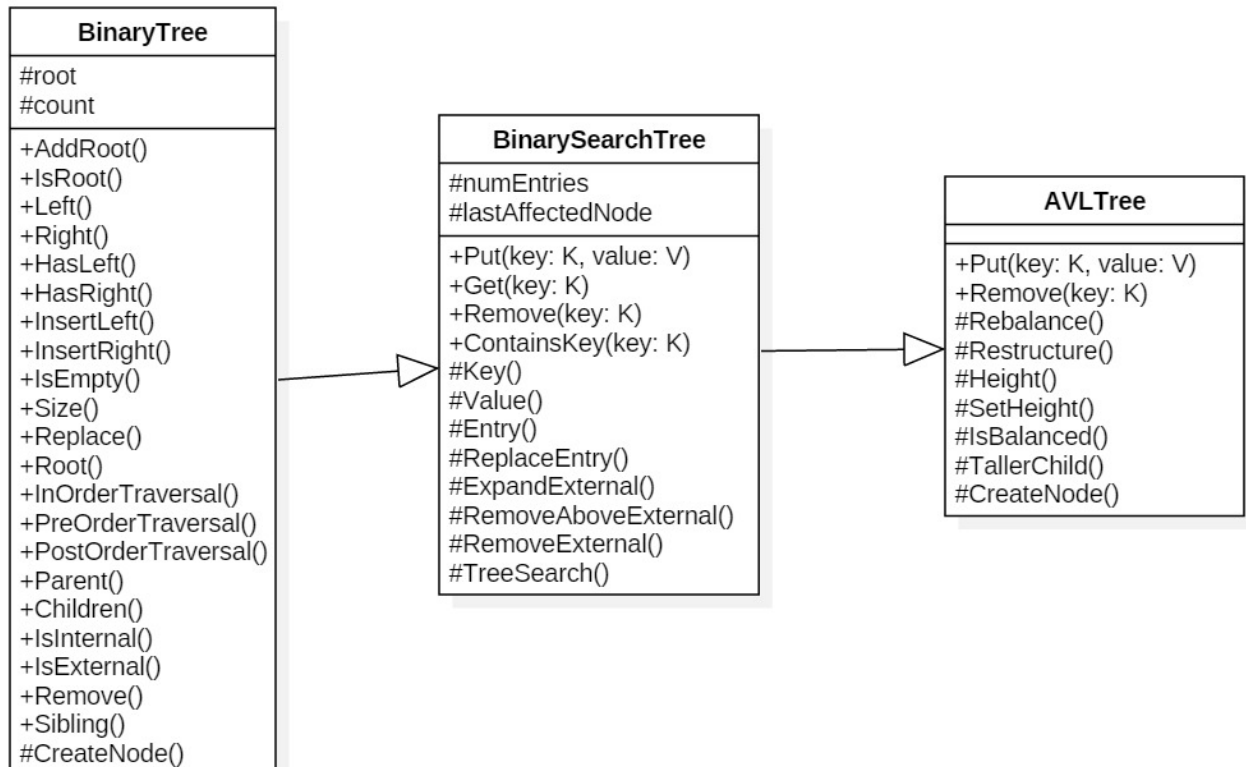 BinaryTree
#root
#count
+AddRoot()
+IsRoot()
+Left()
+Right()
+HasLeft()
+HasRight()
+InsertLeft()
+InsertRight()
+IsEmpty()
+Size()
+Replace()
+Root()
+InOrderTraversal()
+PreOrderTraversal()
+PostOrderTraversal()
+Parent()
+Children()
+IsInternal()
+IsExternal()
+Remove()
+Sibling()
#CreateNode()
BinarySearchTree
#numEntries
#lastAffectedNode
+Put(key: K, value: V)
+Get(key: K)
+Remove(key: K)
+ContainsKey(key: K)
#Key()
#Value()
#Entry()
#ReplaceEntry()
#ExpandExternal()
#RemoveAboveExternal()
#RemoveExternal()
#TreeSearch()
AVLTree
+Put(key: K, value: V)
+Remove(key: K)
#Rebalance()
#Restructure()
#Height()
#SetHeight()
#IsBalanced()
#TallerChild()
#CreateNode()